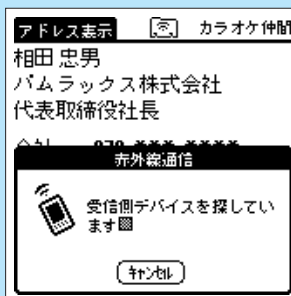 アドレス表示 カラオケ仲間
相田 忠男
パムラックス株式会社
代表取締役社長
赤外線通信
受信側デバイスを探してい
ます
キャンセル